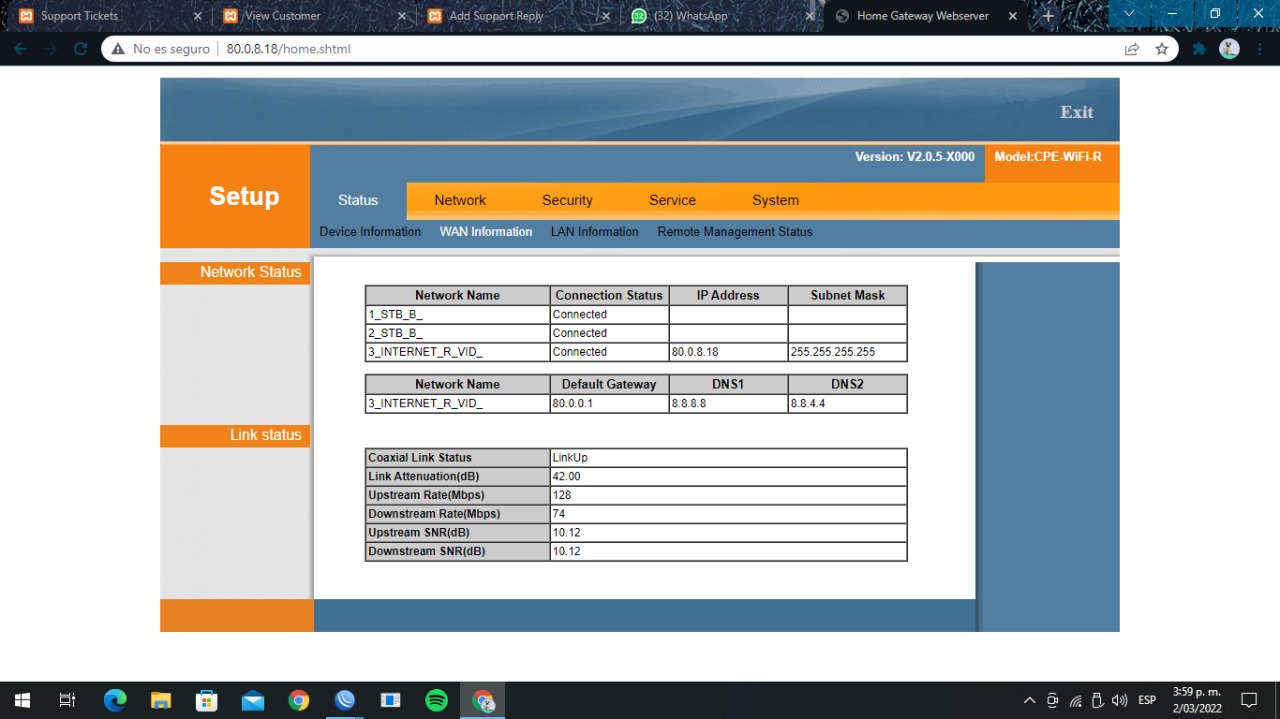 Support Tickets
View Customer
Add Support Reply
32 (32) WhatsApp
Home Gateway Webserver
No es seguro 80.0.8.18/home.shtml
Exit
Version: V2.0.5-X000 Model:CPE-WiFi-R
Setup
Status Network Security Service System
Device Information WAN Information LAN Information Remote Management Status
Network Status
Network Name Connection Status IP Address Subnet Mask
1_STB_B_ Connected
2_STB_B_ Connected
3_INTERNET_R_VID_ Connected 80.0.8.18 255.255.255.255
Network Name Default Gateway DNS1 DNS2
3_INTERNET_R_VID_ 80.0.0.1 8.8.8.8 8.8.4.4
Link status
Coaxial Link Status LinkUp
Link Attenuation(dB) 42.00
Upstream Rate(Mbps) 128
Downstream Rate(Mbps) 74
Upstream SNR(dB) 10.12
Downstream SNR(dB) 10.12
ESP
3:59 p. m.
2/03/2022